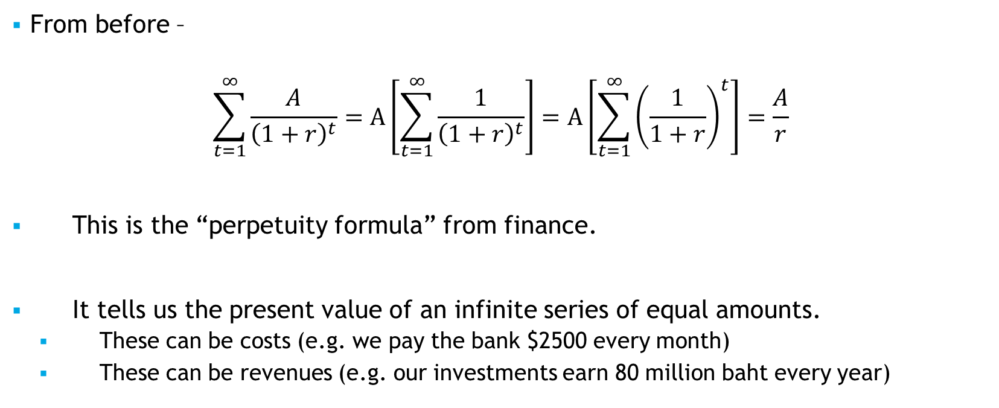 ▪ From before –
$$\sum_{t=1}^{\infty} \frac{A}{(1+r)^t} = \mathrm{A}\left[\sum_{t=1}^{\infty} \frac{1}{(1+r)^t}\right] = \mathrm{A}\left[\sum_{t=1}^{\infty} \left(\frac{1}{1+r}\right)^t\right] = \frac{A}{r}$$
▪ This is the “perpetuity formula” from finance.
▪ It tells us the present value of an infinite series of equal amounts.
▪ These can be costs (e.g. we pay the bank $2500 every month)
▪ These can be revenues (e.g. our investments earn 80 million baht every year)